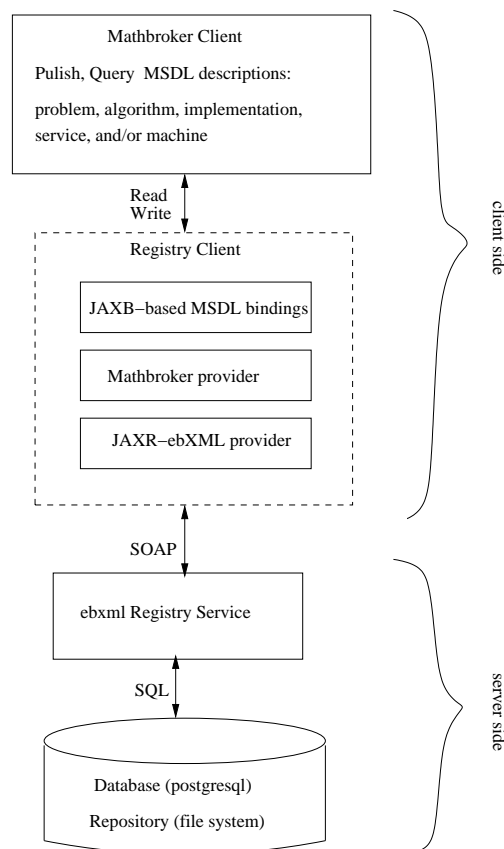 Mathbroker Client
Pulish, Query MSDL descriptions:
problem, algorithm, implementation,
service, and/or machine
Read
Write
Registry Client
JAXB−based MSDL bindings
Mathbroker provider
JAXR−ebXML provider
client side
SOAP
ebxml Registry Service
SQL
Database (postgresql)
Repository (file system)
server side